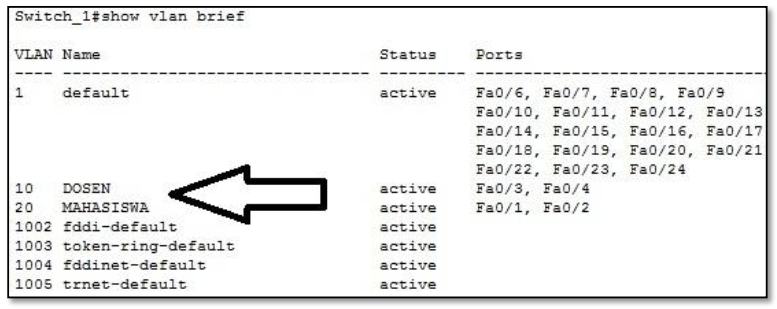 Switch_1#show vlan brief
VLAN Name Status Ports
---- -------------------------------- --------- -------------------------------
1 default active Fa0/6, Fa0/7, Fa0/8, Fa0/9
Fa0/10, Fa0/11, Fa0/12, Fa0/13
Fa0/14, Fa0/15, Fa0/16, Fa0/17
Fa0/18, Fa0/19, Fa0/20, Fa0/21
Fa0/22, Fa0/23, Fa0/24
10 DOSEN active Fa0/3, Fa0/4
20 MAHASISWA active Fa0/1, Fa0/2
1002 fddi-default active
1003 token-ring-default active
1004 fddinet-default active
1005 trnet-default active